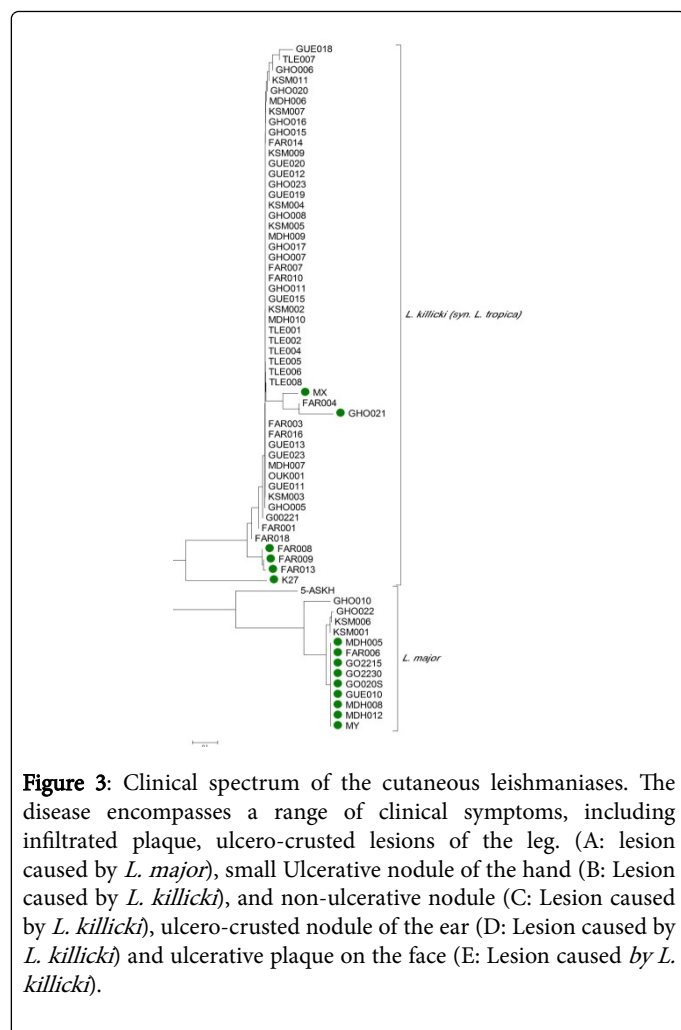 GUE018
TLE007
GHO006
KSM011
GHO020
MDH006
KSM007
GHO016
GHO015
FAR014
KSM009
GUE020
GUE012
GHO023
GUE019
KSM004
GHO008
KSM005
MDH009
GHO017
GHO007
FAR007
FAR010
GHO011
GUE015
KSM002
MDH010
TLE001
TLE002
TLE004
TLE005
TLE006
TLE008
MX
FAR004
GHO021
FAR003
FAR016
GUE013
GUE023
MDH007
OUK001
GUE011
KSM003
GHO005
G00221
FAR001
FAR018
FAR008
FAR009
FAR013
K27
L. killicki (syn. L. tropica)
5-ASKH
GHO010
GHO022
KSM006
KSM001
MDH005
FAR006
GO2215
GO2230
GO020S
GUE010
MDH008
MDH012
MY
L. major
Figure 3: Clinical spectrum of the cutaneous leishmaniases. The
disease encompasses a range of clinical symptoms, including
infiltrated plaque, ulcero-crusted lesions of the leg. (A: lesion
caused by L. major), small Ulcerative nodule of the hand (B: Lesion
caused by L. killicki), and non-ulcerative nodule (C: Lesion caused
by L. killicki), ulcero-crusted nodule of the ear (D: Lesion caused by
L. killicki) and ulcerative plaque on the face (E: Lesion caused by L.
killicki).